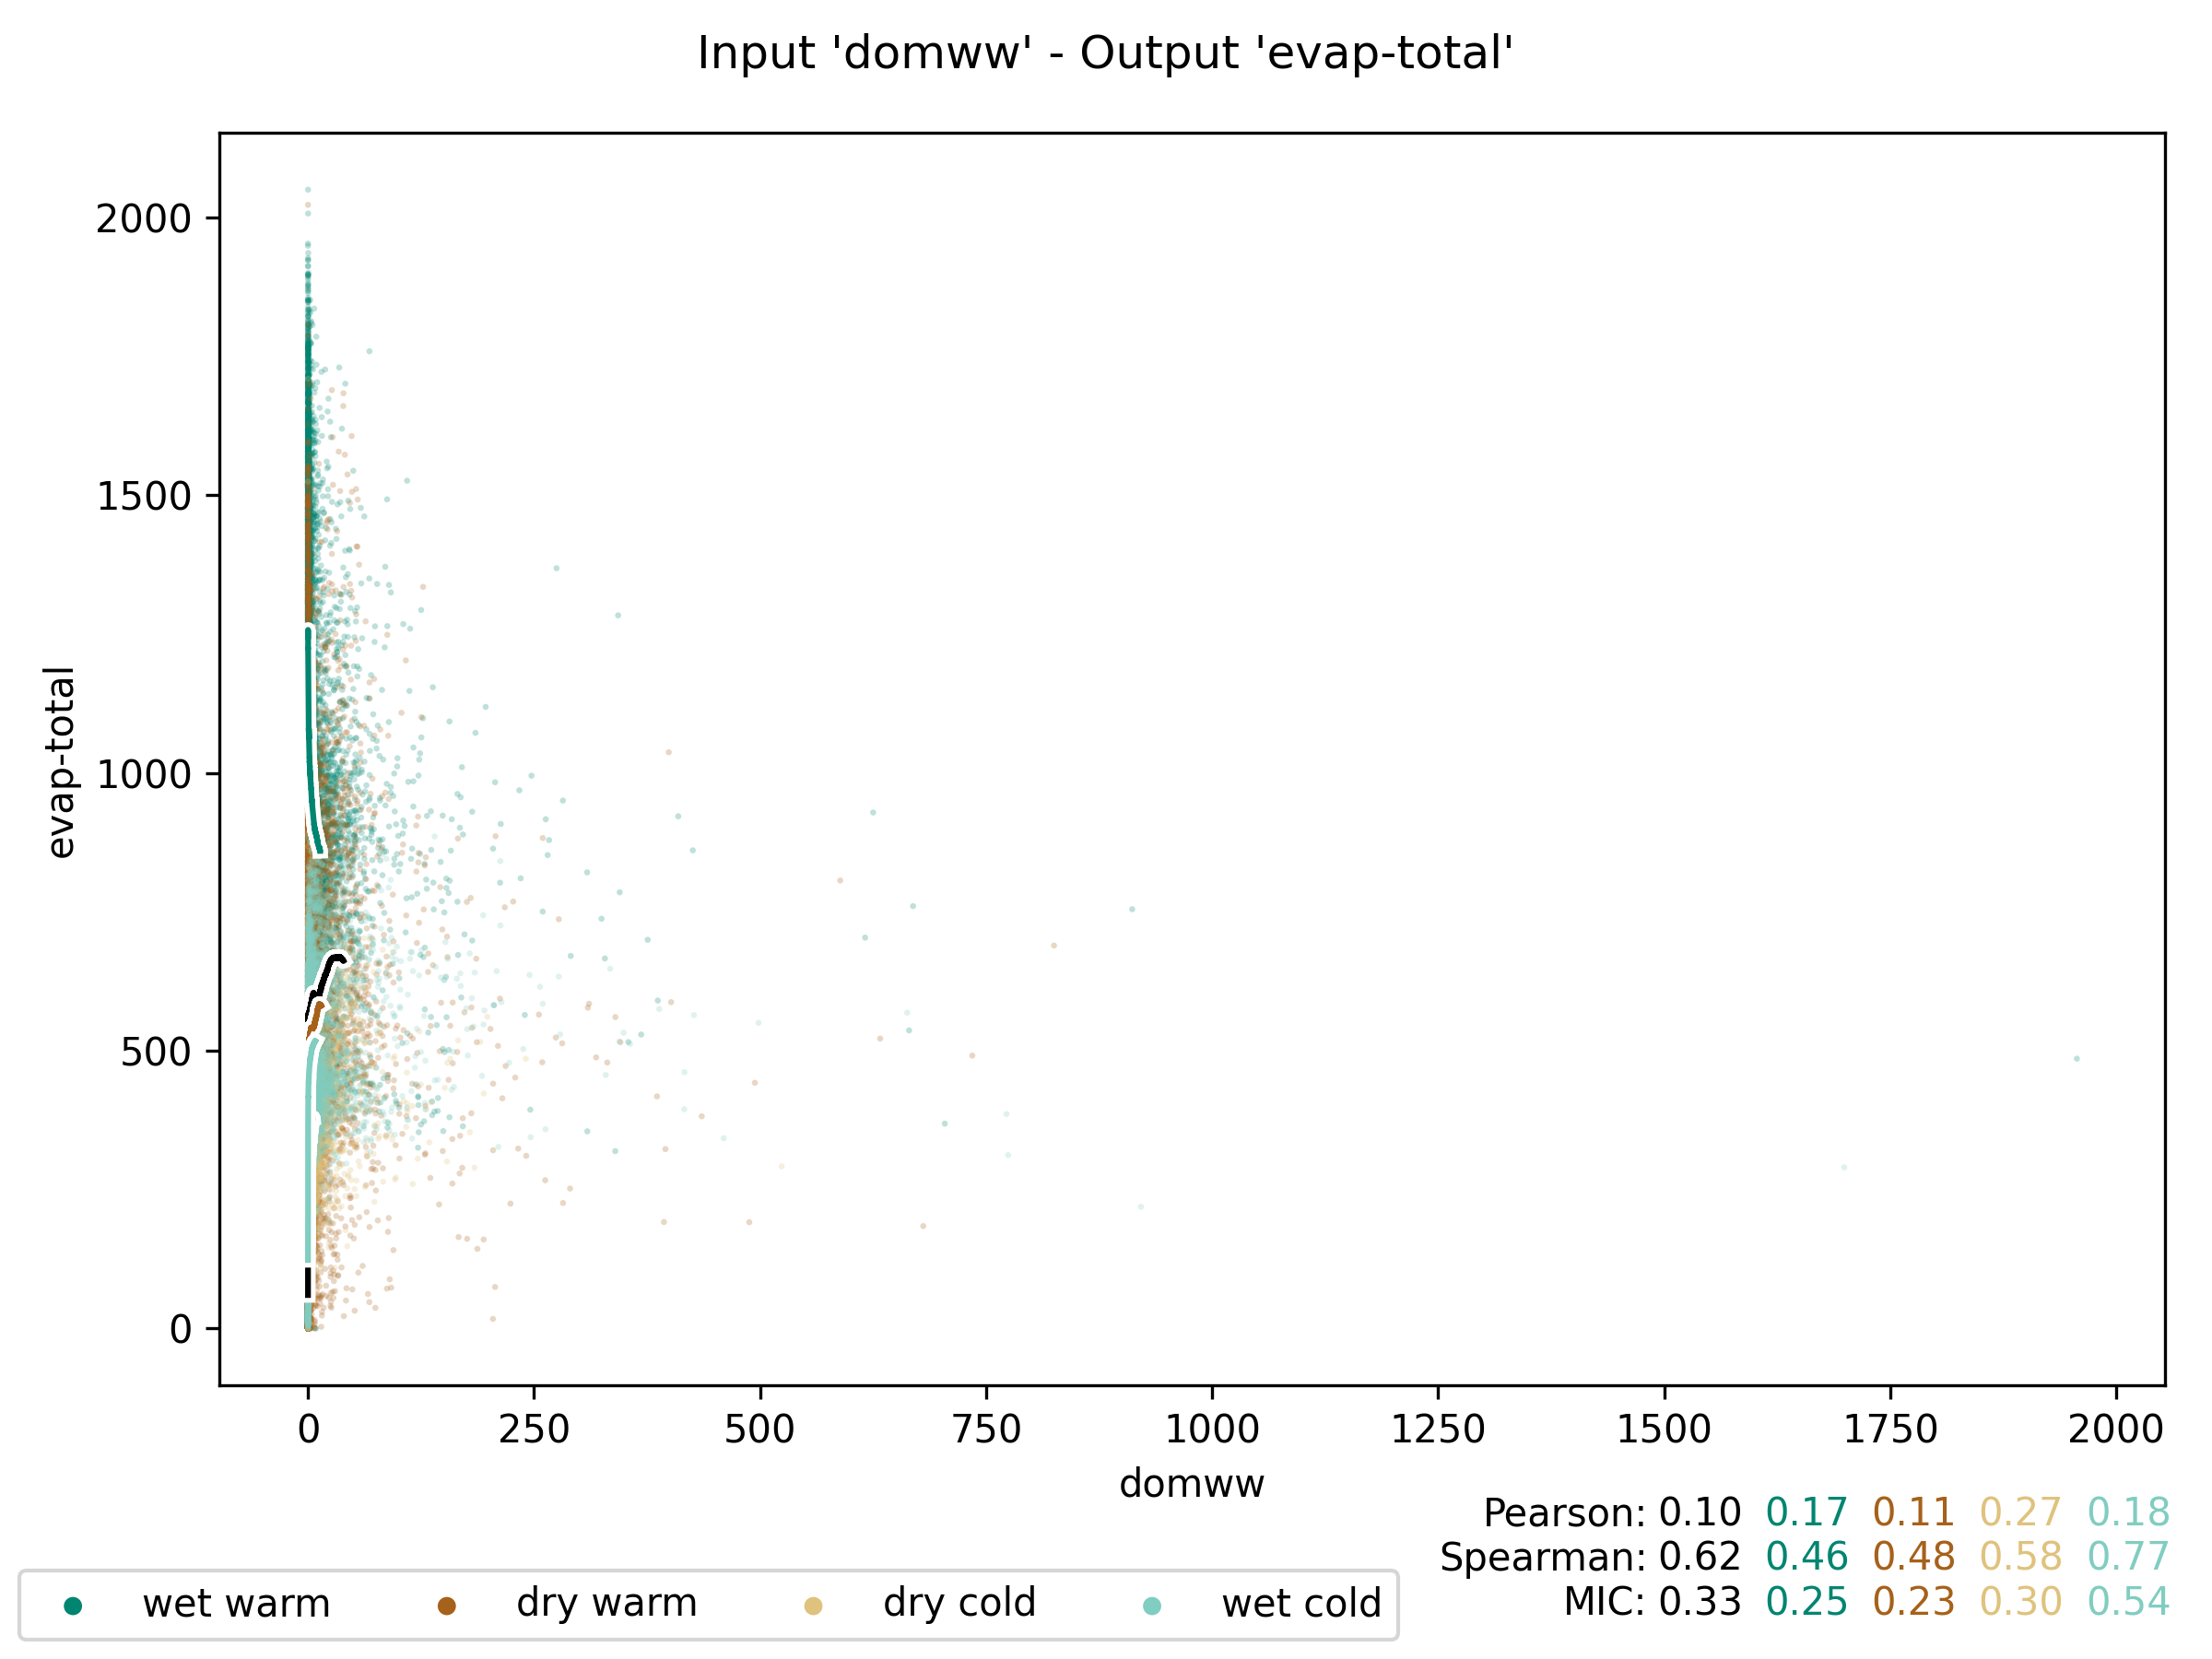 Input 'domww' - Output 'evap-total'
2000
1500
1000
500
0
evap-total
0 250 500 750 1000 1250 1500 1750 2000
domww
Pearson: 0.10 0.17 0.11 0.27 0.18
Spearman: 0.62 0.46 0.48 0.58 0.77
MIC: 0.33 0.25 0.23 0.30 0.54
wet warm dry warm dry cold wet cold